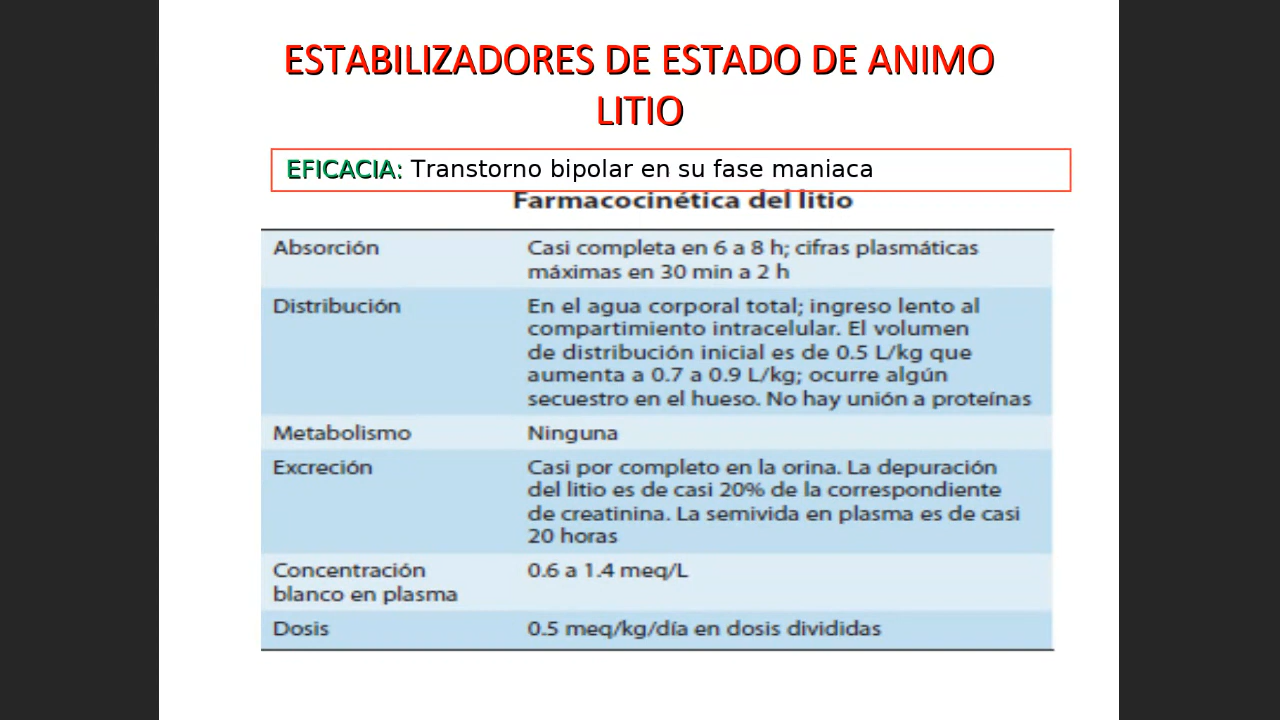 ESTABILIZADORES DE ESTADO DE ANIMO
LITIO
EFICACIA: Transtorno bipolar en su fase maniaca
Farmacocinética del litio
Absorción
Casi completa en 6 a 8 h; cifras plasmáticas
máximas en 30 min a 2 h
Distribución
En el agua corporal total; ingreso lento al
compartimiento intracelular. El volumen
de distribución inicial es de 0.5 L/kg que
aumenta a 0.7 a 0.9 L/kg; ocurre algún
secuestro en el hueso. No hay unión a proteínas
Metabolismo
Ninguna
Excreción
Casi por completo en la orina. La depuración
del litio es de casi 20% de la correspondiente
de creatinina. La semivida en plasma es de casi
20 horas
Concentración
blanco en plasma
0.6 a 1.4 meq/L
Dosis
0.5 meq/kg/día en dosis divididas